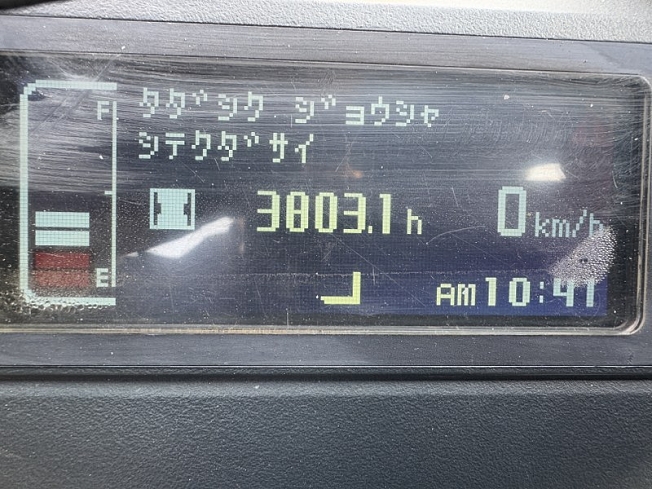 タダシク ジョウシャ
シテクダサイ
F
3803.1 h
0 km/h
E
AM 10:41